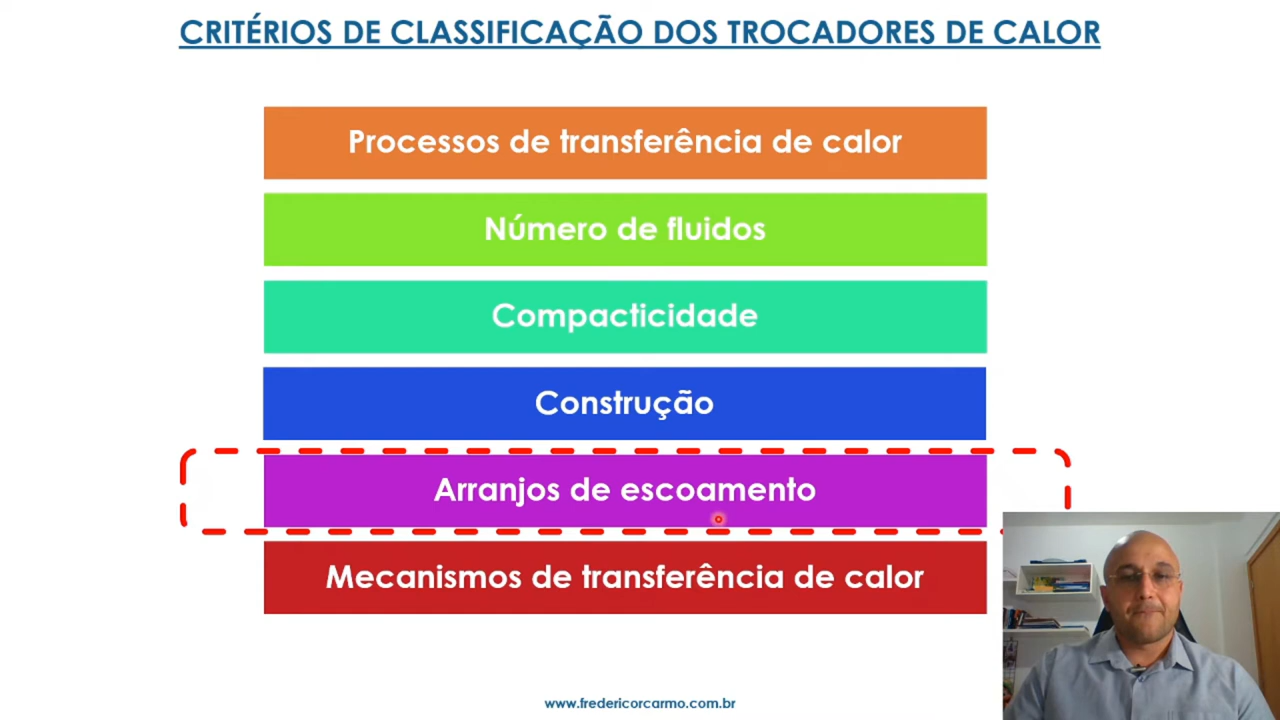 CRITÉRIOS DE CLASSIFICAÇÃO DOS TROCADORES DE CALOR
Processos de transferência de calor
Número de fluidos
Compacticidade
Construção
Arranjos de escoamento
Mecanismos de transferência de calor
www.fredericorcarmo.com.br